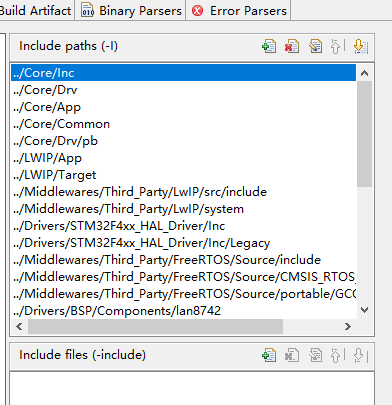 Build Artifact Binary Parsers Error Parsers
Include paths (-I)
../Core/Inc
../Core/Drv
../Core/App
../Core/Common
../Core/Drv/pb
../LWIP/App
../LWIP/Target
../Middlewares/Third_Party/LwIP/src/include
../Middlewares/Third_Party/LwIP/system
../Drivers/STM32F4xx_HAL_Driver/Inc
../Drivers/STM32F4xx_HAL_Driver/Inc/Legacy
../Middlewares/Third_Party/FreeRTOS/Source/include
../Middlewares/Third_Party/FreeRTOS/Source/CMSIS_RTOS_
../Middlewares/Third_Party/FreeRTOS/Source/portable/GCC
../Drivers/BSP/Components/lan8742
Include files (-include)